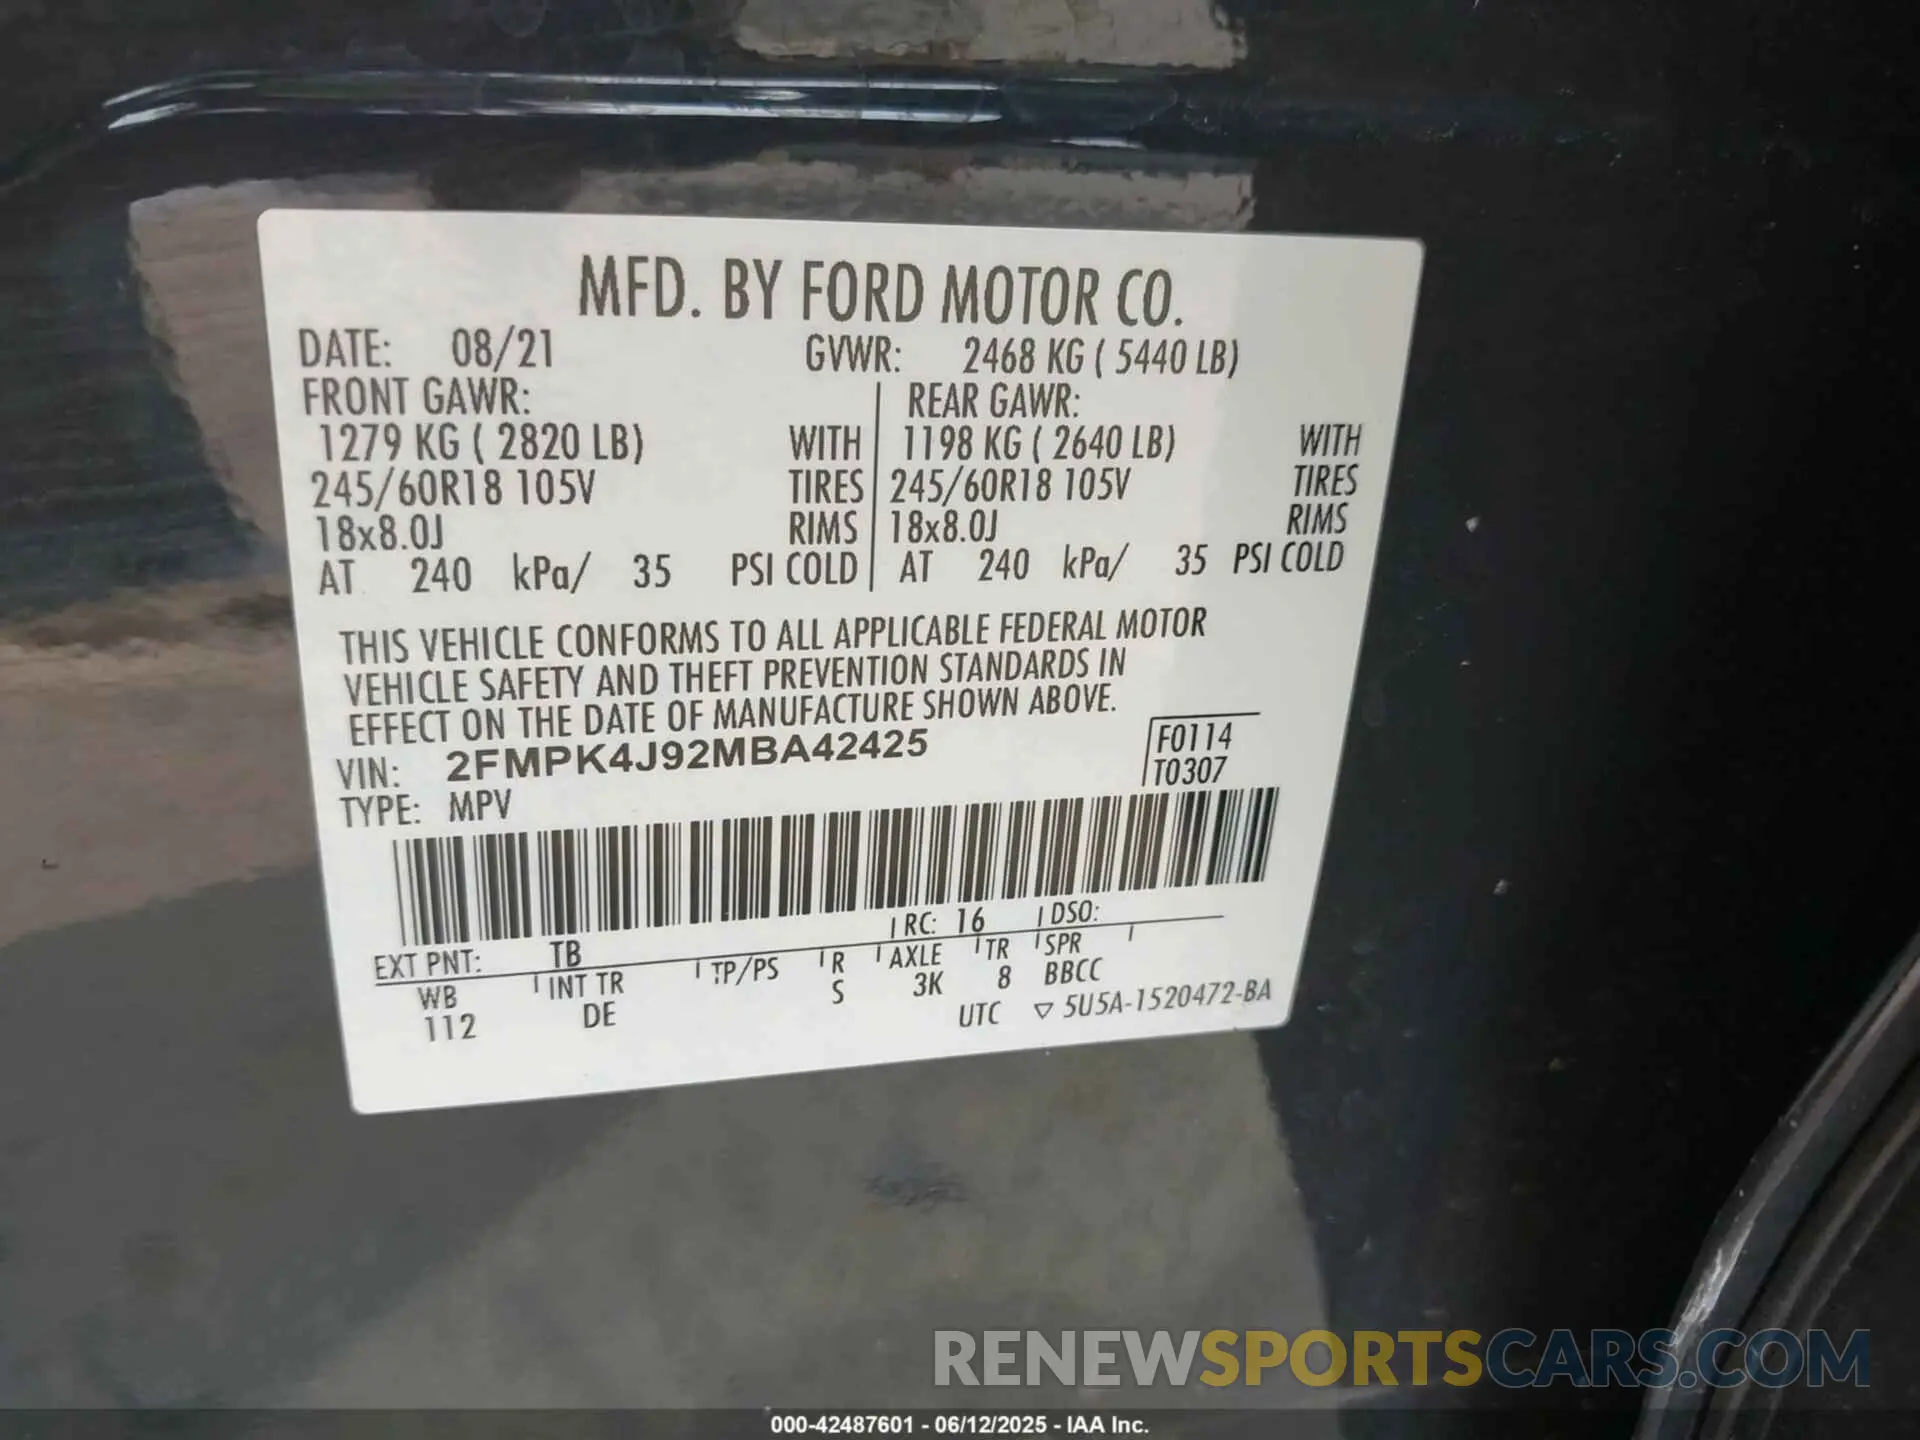 MFD. BY FORD MOTOR CO.
DATE: 08/21 GVWR: 2468 KG ( 5440 LB)
FRONT GAWR: REAR GAWR:
1279 KG ( 2820 LB) WITH 1198 KG ( 2640 LB) WITH
245/60R18 105V TIRES 245/60R18 105V TIRES
18x8.0J RIMS 18x8.0J RIMS
AT 240 kPa/ 35 PSI COLD AT 240 kPa/ 35 PSI COLD
THIS VEHICLE CONFORMS TO ALL APPLICABLE FEDERAL MOTOR
VEHICLE SAFETY AND THEFT PREVENTION STANDARDS IN
EFFECT ON THE DATE OF MANUFACTURE SHOWN ABOVE.
VIN: 2FMPK4J92MBA42425 F0114
TYPE: MPV T0307
EXT PNT: TB RC: 16 DSO:
WB INT TR TP/PS R AXLE TR SPR
112 DE S 3K 8 BBCC
UTC ▽ 5U5A-1520472-BA
RENEWSPORTSCARS.COM
000-42487601 - 06/12/2025 - IAA Inc.